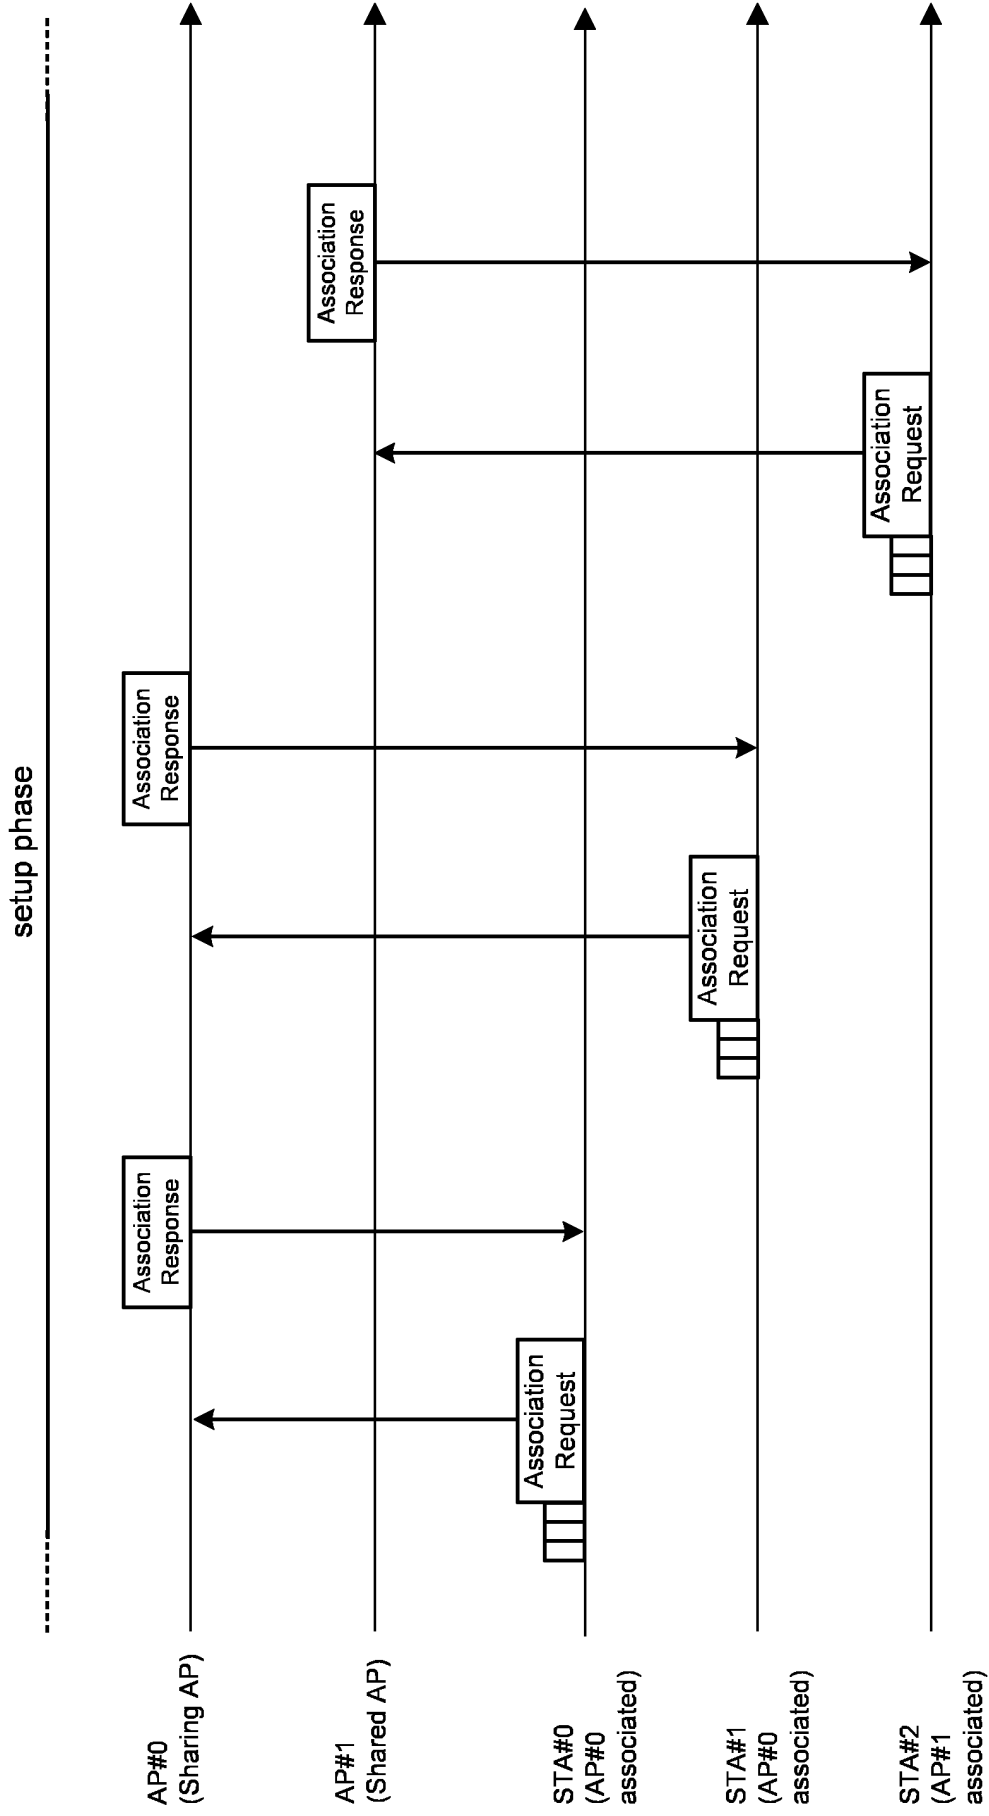 setup phase
AP#0
(Sharing AP)
Association
Response
Association
Response
AP#1
(Shared AP)
Association
Response
STA#0
(AP#0
associated)
Association
Request
STA#1
(AP#0
associated)
Association
Request
STA#2
(AP#1
associated)
Association
Request